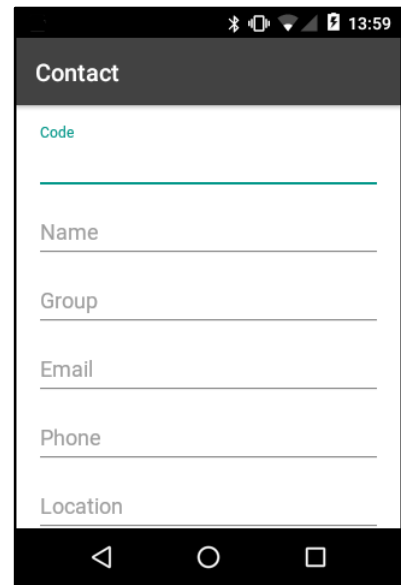 13:59
Contact
Code
Name
Group
Email
Phone
Location